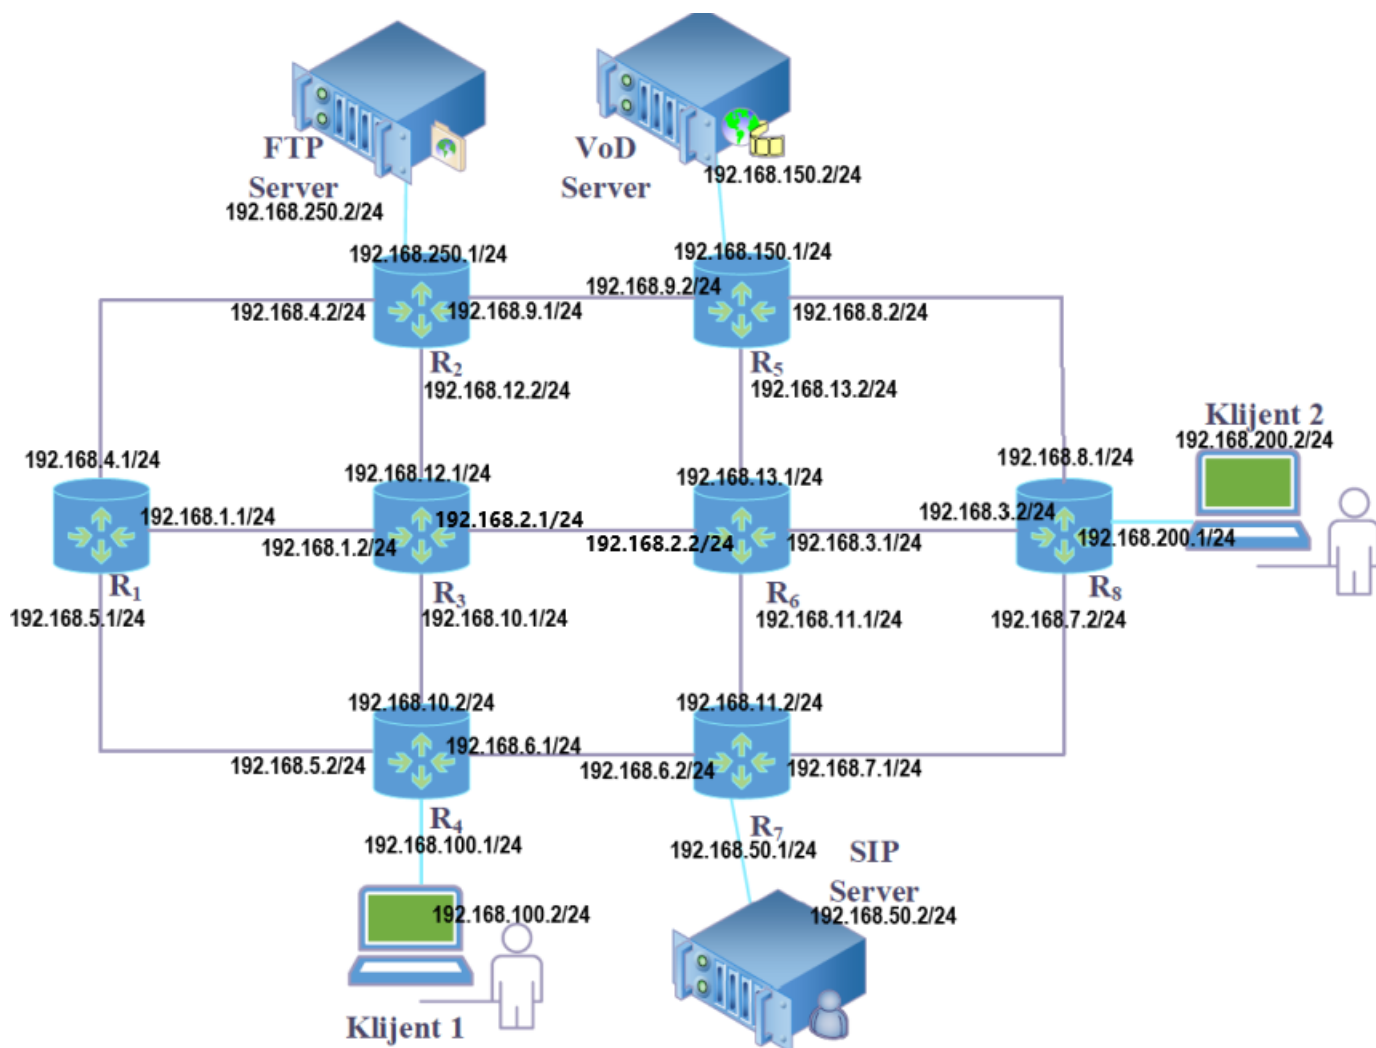 FTP
Server
192.168.250.2/24
VoD
Server
192.168.150.2/24
192.168.250.1/24
192.168.150.1/24
192.168.4.2/24
192.168.9.1/24
192.168.9.2/24
192.168.8.2/24
R2
R5
192.168.12.2/24
192.168.13.2/24
Klijent 2
192.168.200.2/24
192.168.4.1/24
192.168.12.1/24
192.168.13.1/24
192.168.8.1/24
192.168.1.1/24
192.168.1.2/24
192.168.2.1/24
192.168.2.2/24
192.168.3.1/24
192.168.3.2/24
192.168.200.1/24
R1
R3
R6
R8
192.168.5.1/24
192.168.10.1/24
192.168.11.1/24
192.168.7.2/24
192.168.10.2/24
192.168.11.2/24
192.168.5.2/24
192.168.6.1/24
192.168.6.2/24
192.168.7.1/24
R4
R7
192.168.100.1/24
192.168.50.1/24
SIP
Server
192.168.100.2/24
192.168.50.2/24
Klijent 1